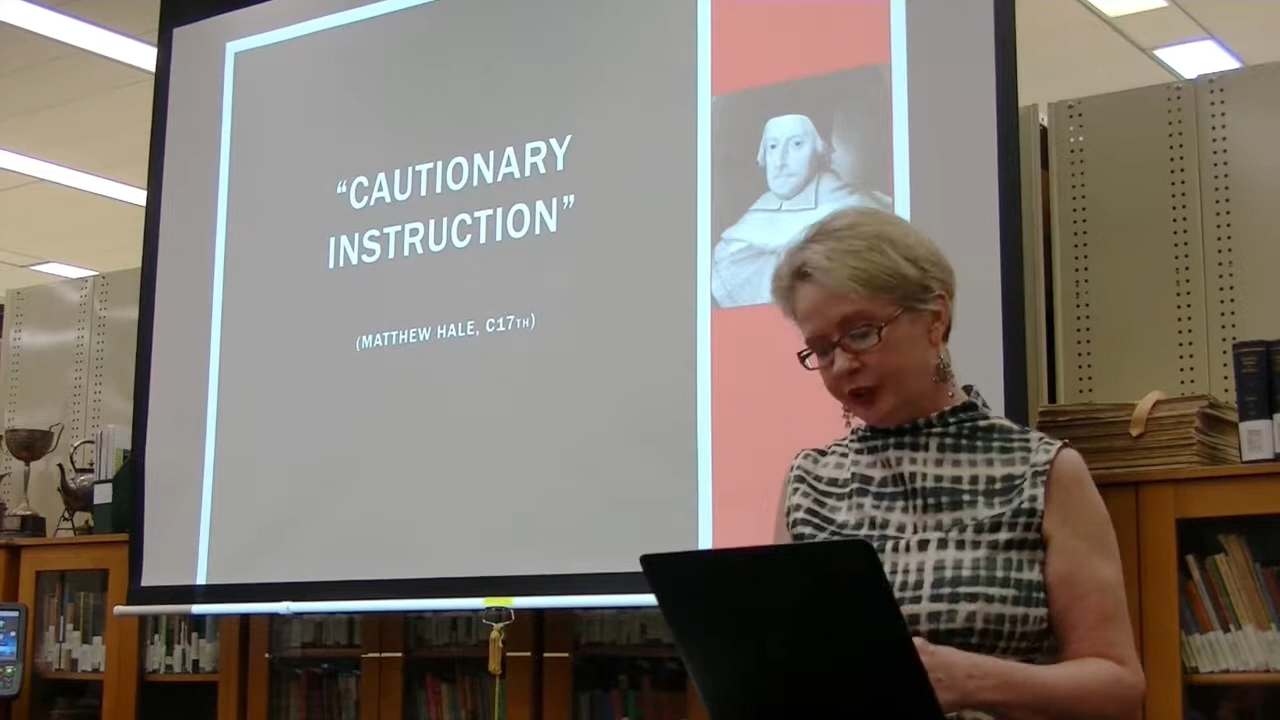 “CAUTIONARY
INSTRUCTION”
(MATTHEW HALE, C17TH)